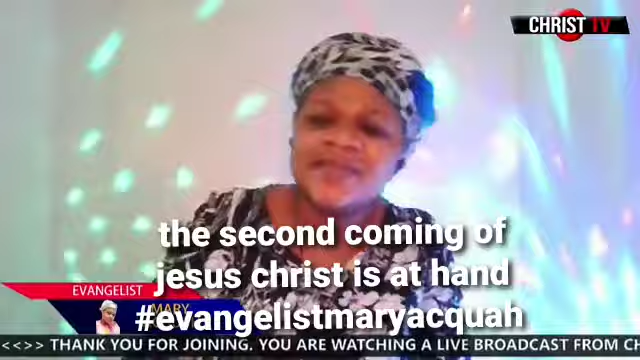 CHRIST TV
the second coming of
jesus christ is at hand
EVANGELIST
MARY
#evangelistmaryacquah
<<>> THANK YOU FOR JOINING. YOU ARE WATCHING A LIVE BROADCAST FROM CH